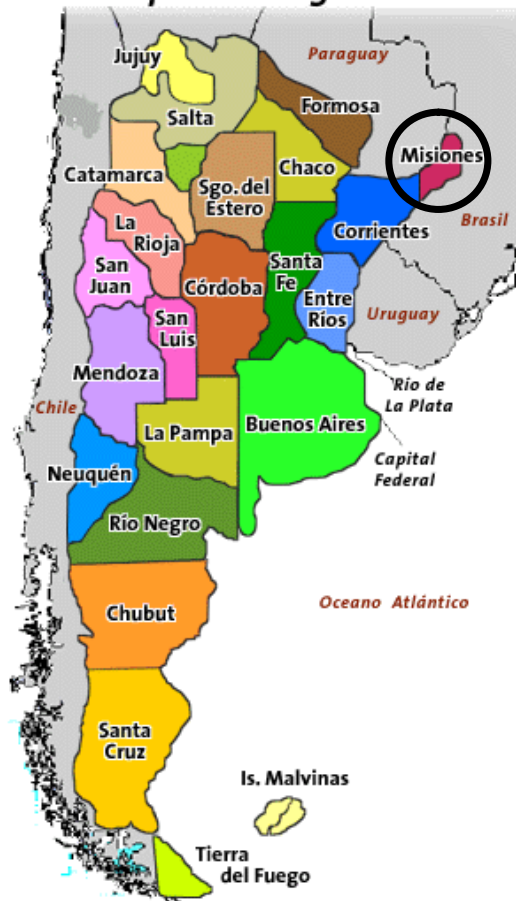 Jujuy
Paraguay
Formosa
Salta
Misiones
Chaco
Catamarca
Sgo. del
Estero
La
Rioja
Brasil
Corrientes
San
Juan
Santa
Fe
Córdoba
Entre
Ríos
San
Luis
Uruguay
Mendoza
Río de
La Plata
Chile
Buenos Aires
La Pampa
Capital
Federal
Neuquén
Río Negro
Oceano Atlántico
Chubut
Santa
Cruz
Is. Malvinas
Tierra
del Fuego